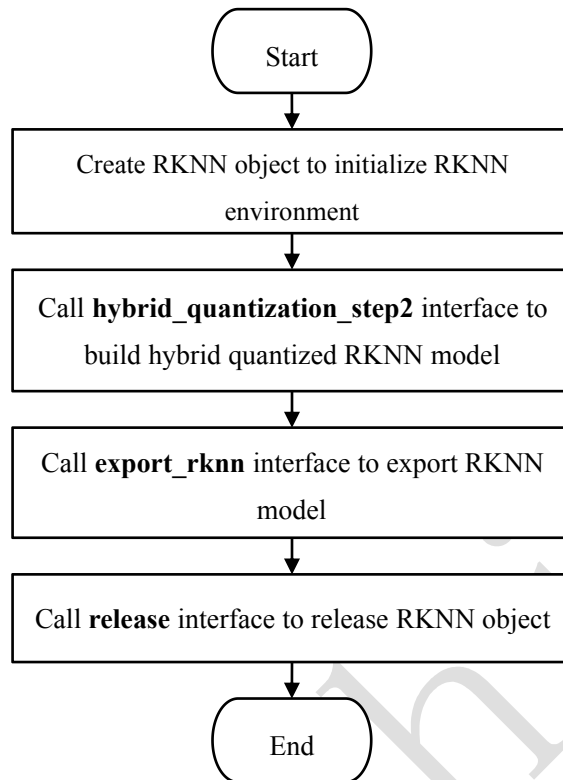 Start
Create RKNN object to initialize RKNN
environment
Call hybrid_quantization_step2 interface to
build hybrid quantized RKNN model
Call export_rknn interface to export RKNN
model
Call release interface to release RKNN object
End